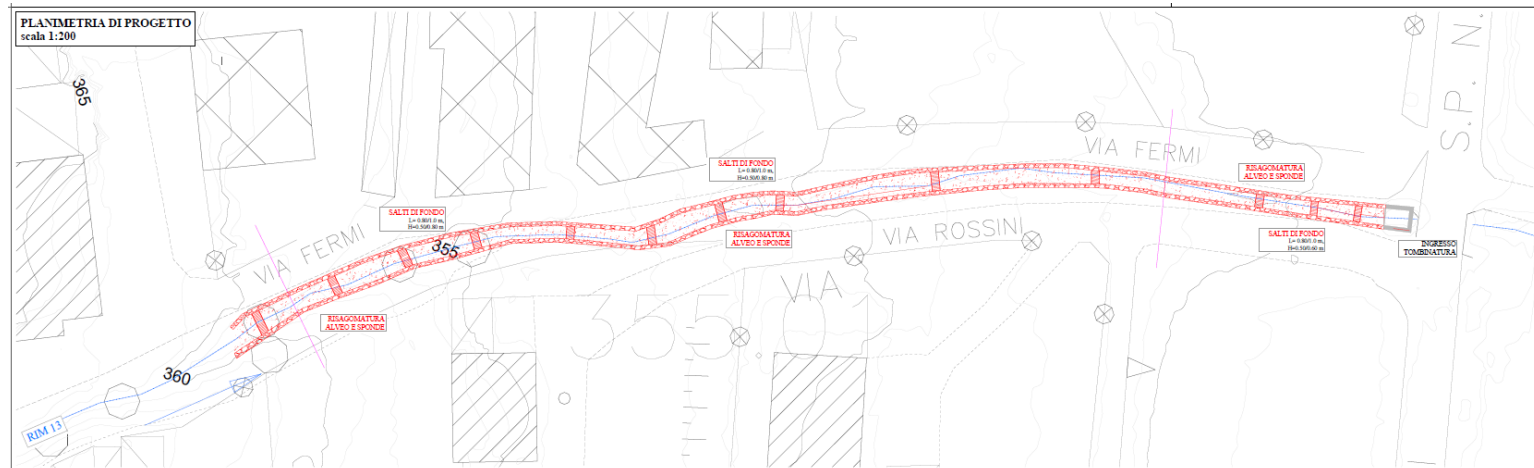 PLANIMETRIA DI PROGETTO
scala 1:200
365
S.P. N.
VIA FERMI
SALTI DI FONDO
L= 0.80/1.0 m,
H=0.50/0.80 m
RISAGOMATURA
ALVEO E SPONDE
SALTI DI FONDO
L= 0.80/1.0 m,
H=0.50/0.80 m
355
VIA FERMI
RISAGOMATURA
ALVEO E SPONDE
VIA ROSSINI
SALTI DI FONDO
L= 0.80/1.0 m,
H=0.50/0.60 m
INGRESSO
TOMBINATURA
VIA
355.0
RISAGOMATURA
ALVEO E SPONDE
360
RIM 13